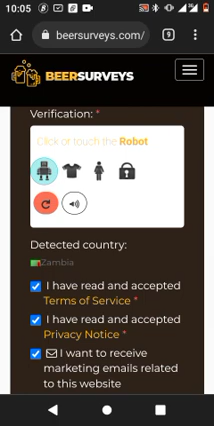 10:05
beersurveys.com/
9
BEERSURVEYS
Verification: *
Click or touch the Robot
Detected country:
Zambia
I have read and accepted
Terms of Service *
I have read and accepted
Privacy Notice *
I want to receive
marketing emails related
to this website